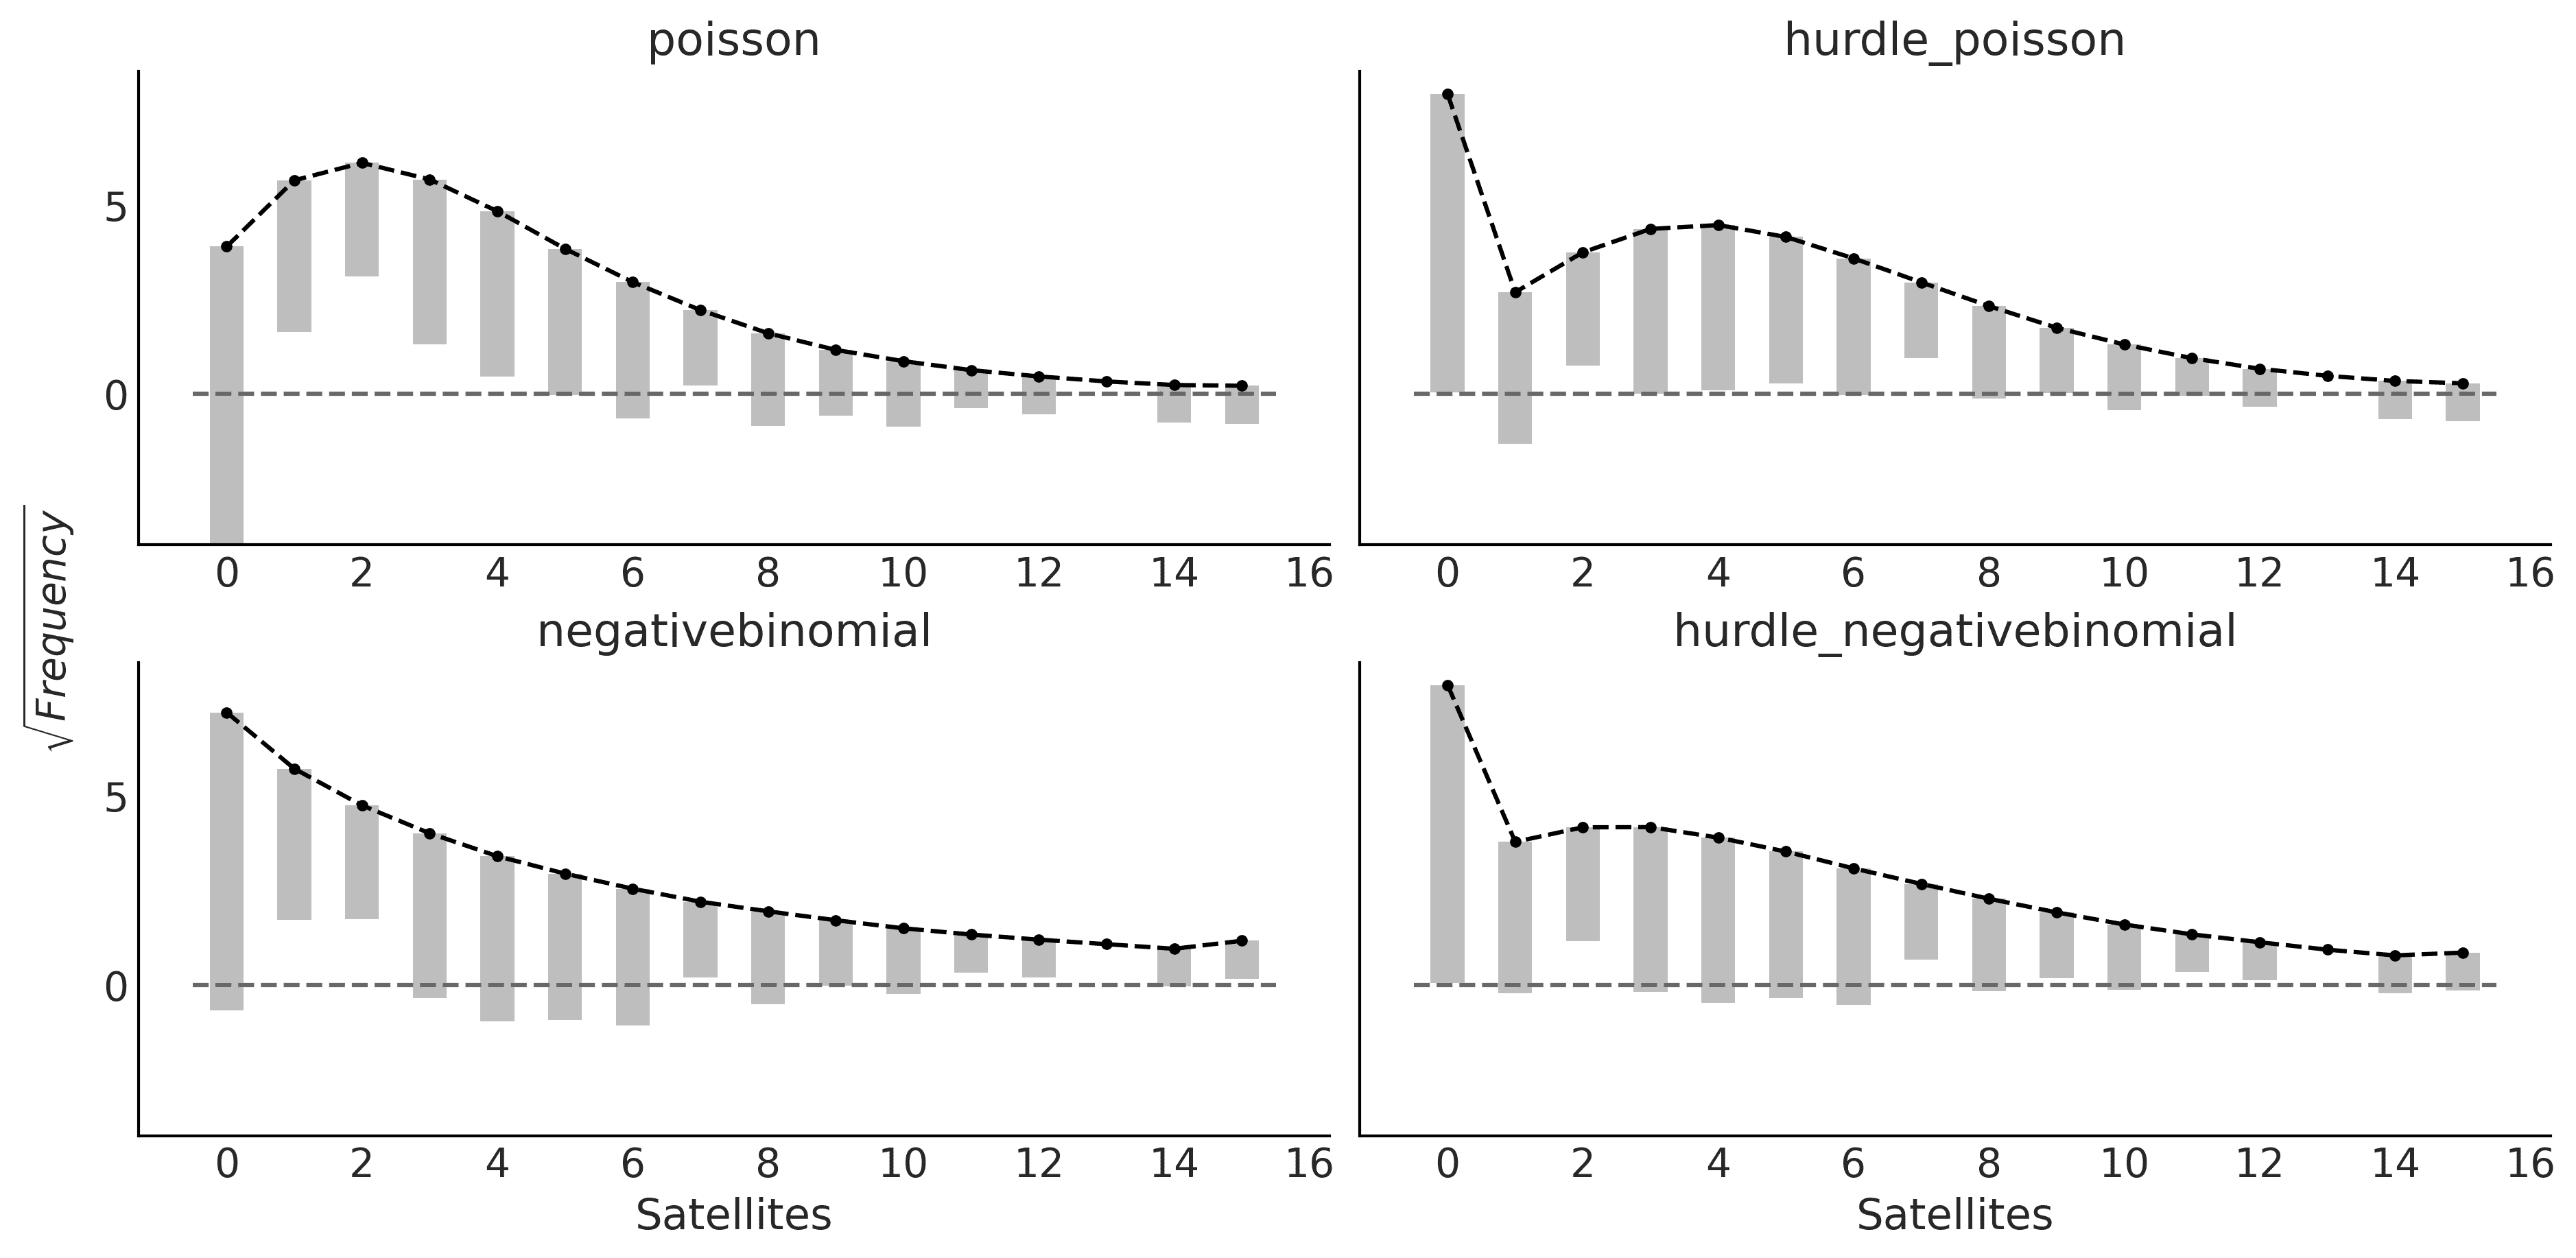 poisson
hurdle_poisson
5
0
0 2 4 6 8 10 12 14 16
0 2 4 6 8 10 12 14 16
√Frequency
negativebinomial
hurdle_negativebinomial
5
0
0 2 4 6 8 10 12 14 16
0 2 4 6 8 10 12 14 16
Satellites
Satellites